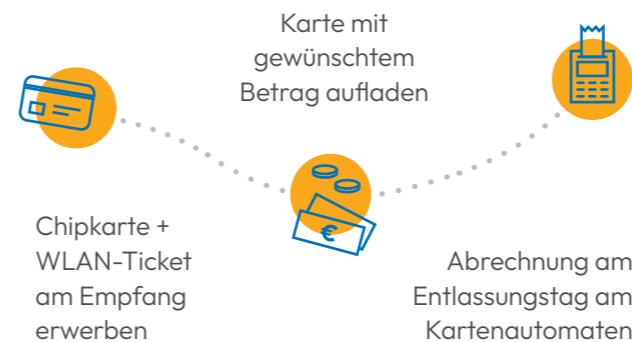 Karte mit
gewünschtem
Betrag aufladen
€
Chipkarte +
WLAN-Ticket
am Empfang
erwerben
Abrechnung am
Entlassungstag am
Kartenautomaten